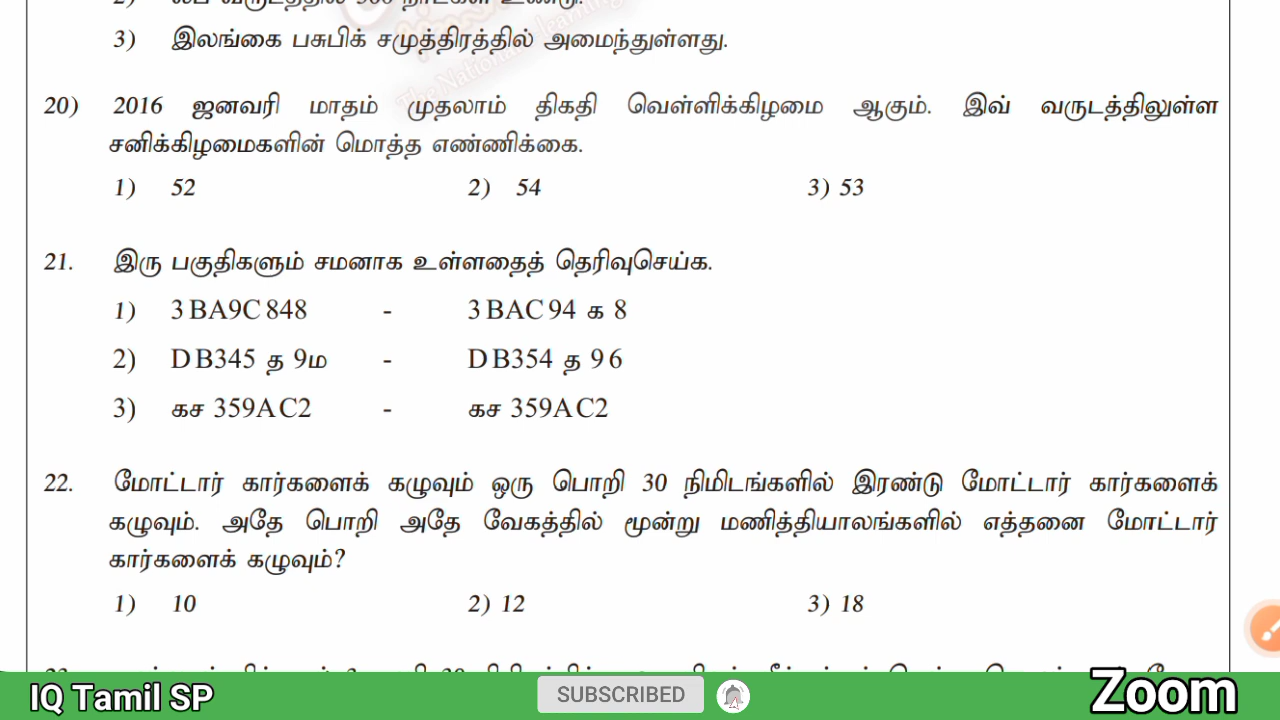 3) இலங்கை பசுபிக் சமுத்திரத்தில் அமைந்துள்ளது.
The National
20) 2016 ஜனவரி மாதம் முதலாம் திகதி வெள்ளிக்கிழமை ஆகும். இவ் வருடத்திலுள்ள
சனிக்கிழமைகளின் மொத்த எண்ணிக்கை.
1) 52 2) 54 3) 53
21. இரு பகுதிகளும் சமனாக உள்ளதைத் தெரிவுசெய்க.
1) 3BA9C848 - 3BAC94 க 8
2) DB345 த 9ம - DB354 த 96
3) கச 359AC2 - கச 359AC2
22. மோட்டார் கார்களைக் கழுவும் ஒரு பொறி 30 நிமிடங்களில் இரண்டு மோட்டார் கார்களைக்
கழுவும். அதே பொறி அதே வேகத்தில் மூன்று மணித்தியாலங்களில் எத்தனை மோட்டார்
கார்களைக் கழுவும்?
1) 10 2) 12 3) 18
IQ Tamil SP SUBSCRIBED Zoom